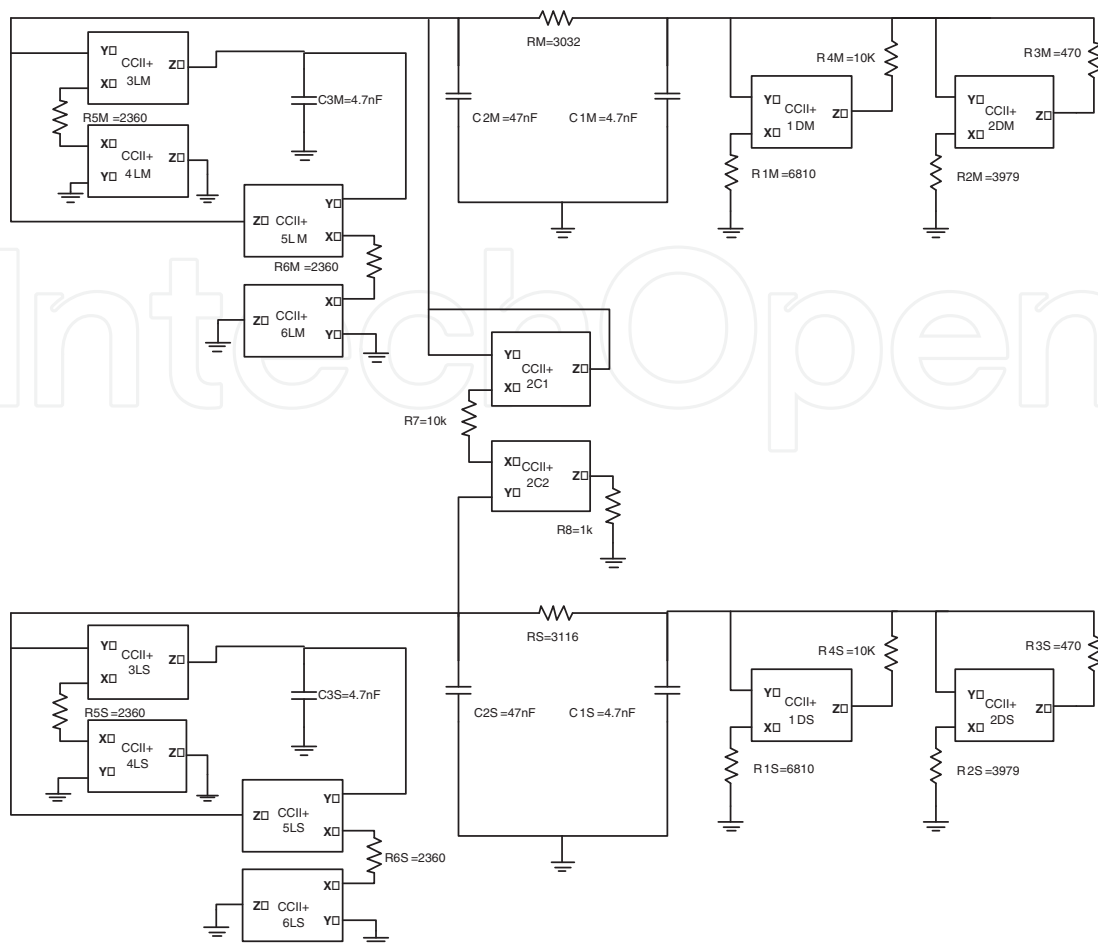 RM=3032
Y
CCII+
Z
3LM
X
R5M =2360
X
CCII+
Z
4LM
Y
C3M=4.7nF
Y
Z
CCII+
5LM
X
R6M=2360
X
Z
CCII+
6LM
Y
C2M=47nF
C1M=4.7nF
R4M=10K
R3M=470
Y
CCII+
Z
1DM
X
R1M=6810
Y
CCII+
Z
2DM
X
R2M=3979
IntechOpen
Y
CCII+
Z
2C1
X
R7=10k
X
CCII+
Z
2C2
Y
R8=1k
RS=3116
Y
CCII+
Z
3LS
X
R5S=2360
X
CCII+
Z
4LS
Y
C3S=4.7nF
Y
Z
CCII+
5LS
X
R6S=2360
X
Z
CCII+
6LS
Y
C2S=47nF
C1S=4.7nF
R4S=10K
R3S=470
Y
CCII+
Z
1DS
X
R1S=6810
Y
CCII+
Z
2DS
X
R2S=3979